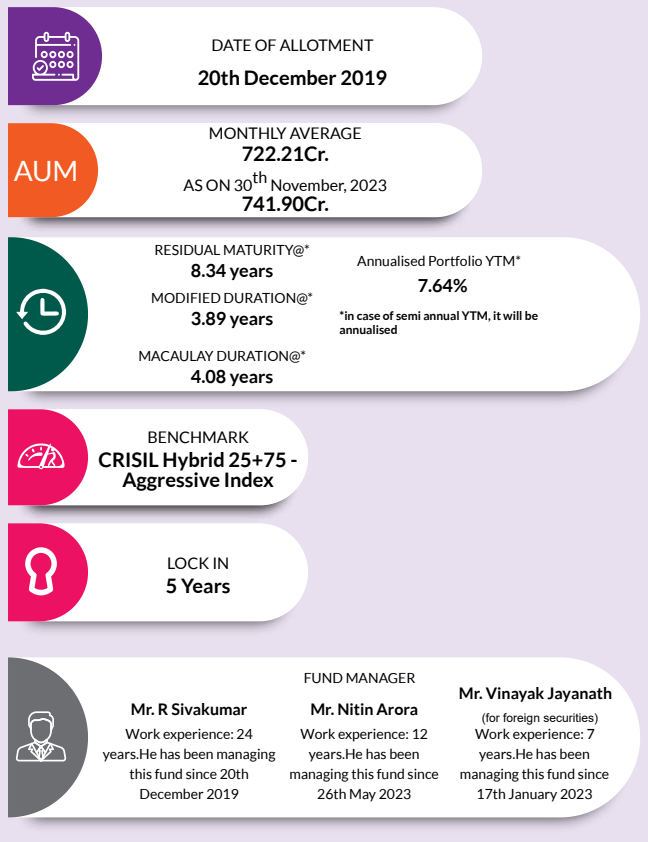 DATE OF ALLOTMENT
20th December 2019
AUM
MONTHLY AVERAGE
722.21Cr.
AS ON 30th November, 2023
741.90Cr.
RESIDUAL MATURITY@*
8.34 years
MODIFIED DURATION@*
3.89 years
MACAULAY DURATION@*
4.08 years
Annualised Portfolio YTM*
7.64%
*in case of semi annual YTM, it will be
annualised
BENCHMARK
CRISIL Hybrid 25+75 -
Aggressive Index
LOCK IN
5 Years
FUND MANAGER
Mr. R Sivakumar
Work experience: 24
years.He has been managing
this fund since 20th
December 2019
Mr. Nitin Arora
Work experience: 12
years.He has been
managing this fund since
26th May 2023
Mr. Vinayak Jayanath
(for foreign securities)
Work experience: 7
years.He has been
managing this fund since
17th January 2023